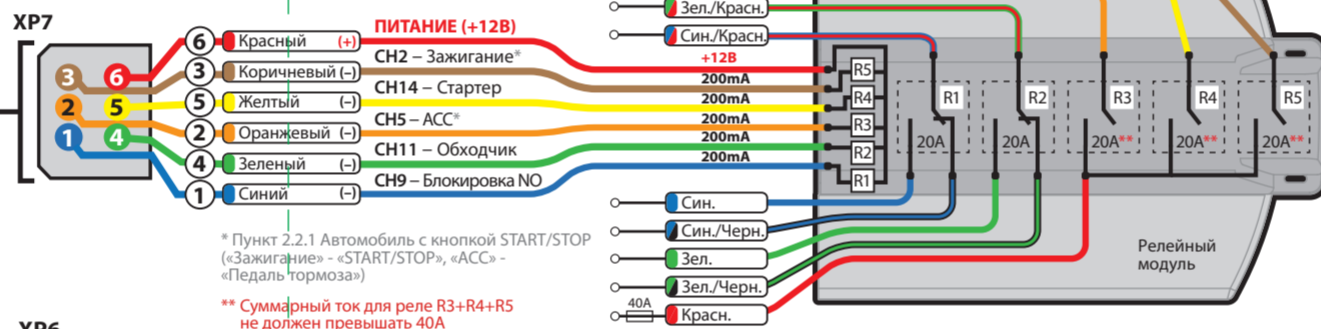 XP7
3
6
2
5
1
4
6 Красный (+)
ПИТАНИЕ (+12В)
3 Коричневый (–)
CH2 – Зажигание*
5 Желтый (–)
CH14 – Стартер
2 Оранжевый (–)
CH5 – ACC*
4 Зеленый (–)
CH11 – Обходчик
1 Синий (–)
CH9 – Блокировка NO
* Пункт 2.2.1 Автомобиль с кнопкой START/STOP
(«Зажигание» - «START/STOP», «ACC» -
«Педаль тормоза»)
** Суммарный ток для реле R3+R4+R5
не должен превышать 40А
Зел./Красн.
Син./Красн.
+12В
200mA
200mA
200mA
200mA
200mA
R5
R4
R3
R2
R1
R1
R2
R3
R4
R5
20A
20A
20A**
20A**
20A**
Син.
Син./Черн.
Зел.
Зел./Черн.
40A
Красн.
Релейный
модуль